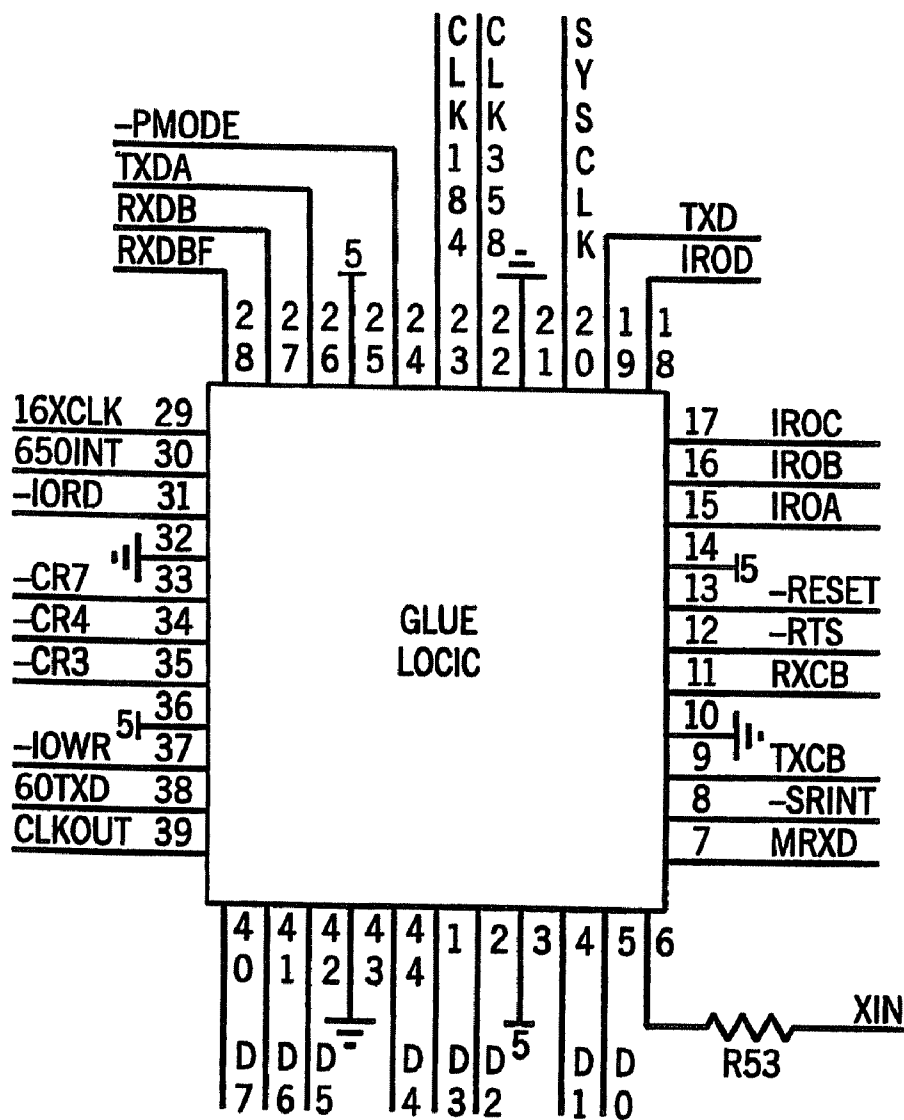 CLK184
CLK358
SYSCLK
-PMODE
TXDA
RXDB
RXDBF
5
TXD
IROD
28 27 26 25 24 23 22 21 20 19 18
16XCLK 29
650INT 30
-IORD 31
32
-CR7 33
-CR4 34
-CR3 35
5 36
-IOWR 37
60TXD 38
CLKOUT 39
GLUE
LOCIC
17 IROC
16 IROB
15 IROA
14 5
13 -RESET
12 -RTS
11 RXCB
10
9 TXCB
8 -SRINT
7 MRXD
40 41 42 43 44 1 2 3 4 5 6
D7 D6 D5 D4 D3 D2 5 D1 D0
XIN
R53